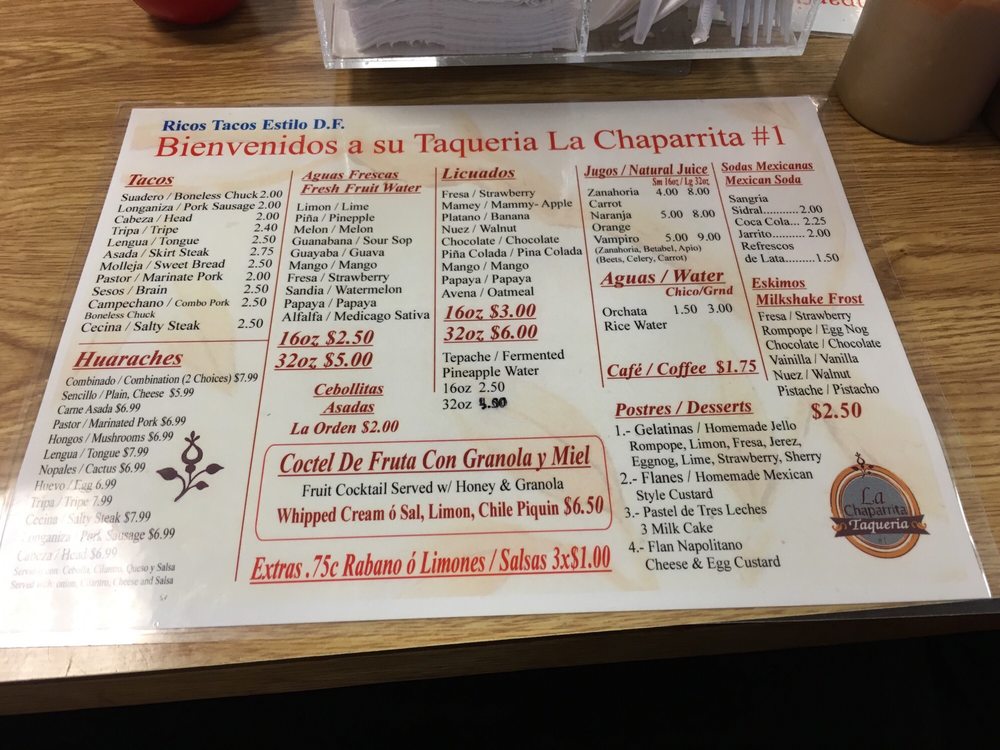 Ricos Tacos Estilo D.F.
Bienvenidos a su Taqueria La Chaparrita #1
Tacos
Suadero / Boneless Chuck 2.00
Longaniza / Pork Sausage 2.00
Cabeza / Head 2.00
Tripa / Tripe 2.40
Lengua / Tongue 2.50
Asada / Skirt Steak 2.75
Molleja / Sweet Bread 2.50
Pastor / Marinate Pork 2.00
Sesos / Brain 2.50
Campechano / Combo Pork 2.50
Boneless Chuck
Cecina / Salty Steak 2.50
Huaraches
Combinado / Combination (2 Choices) $7.99
Sencillo / Plain, Cheese $5.99
Carne Asada $6.99
Pastor / Marinated Pork $6.99
Hongos / Mushrooms $6.99
Lengua / Tongue $7.99
Nopales / Cactus $6.99
Huevo / Egg 6.99
Tripa / Tripe 7.99
Cecina / Salty Steak $7.99
Longaniza / Pork Sausage $6.99
Cabeza / Head $6.99
Served con: Cebolla, Cilantro, Queso y Salsa
Served with: onion, Cilantro, Cheese and Salsa
Aguas Frescas
Fresh Fruit Water
Limon / Lime
Piña / Pinepple
Melon / Melon
Guanabana / Sour Sop
Guayaba / Guava
Mango / Mango
Fresa / Strawberry
Sandia / Watermelon
Papaya / Papaya
Alfalfa / Medicago Sativa
16oz $2.50
32oz $5.00
Cebollitas
Asadas
La Orden $2.00
Licuados
Fresa / Strawberry
Mamey / Mammy- Apple
Platano / Banana
Nuez / Walnut
Chocolate / Chocolate
Piña Colada / Pina Colada
Mango / Mango
Papaya / Papaya
Avena / Oatmeal
16oz $3.00
32oz $6.00
Tepache / Fermented
Pineapple Water
16oz 2.50
32oz
Coctel De Fruta Con Granola y Miel
Fruit Cocktail Served w/ Honey & Granola
Whipped Cream ó Sal, Limon, Chile Piquin $6.50
Extras .75c Rabano ó Limones / Salsas 3x$1.00
Jugos / Natural Juice
Sm 16oz / Lg 32oz
Zanahoria 4.00 8.00
Carrot
Naranja 5.00 8.00
Orange
Vampiro 5.00 9.00
(Zanahoria, Betabel, Apio)
(Beets, Celery, Carrot)
Aguas / Water
Chico/Grnd
Orchata 1.50 3.00
Rice Water
Café / Coffee $1.75
Sodas Mexicanas
Mexican Soda
Sangria
Sidral...........2.00
Coca Cola... 2.25
Jarrito..........2.00
Refrescos
de Lata.........1.50
Eskimos
Milkshake Frost
Fresa / Strawberry
Rompope / Egg Nog
Chocolate / Chocolate
Vainilla / Vanilla
Nuez / Walnut
Pistache / Pistacho
$2.50
Postres / Desserts
1.- Gelatinas / Homemade Jello
Rompope, Limon, Fresa, Jerez,
Eggnog, Lime, Strawberry, Sherry
2.- Flanes / Homemade Mexican
Style Custard
3.- Pastel de Tres Leches
3 Milk Cake
4.- Flan Napolitano
Cheese & Egg Custard
La
Chaparrita
Taqueria
#1